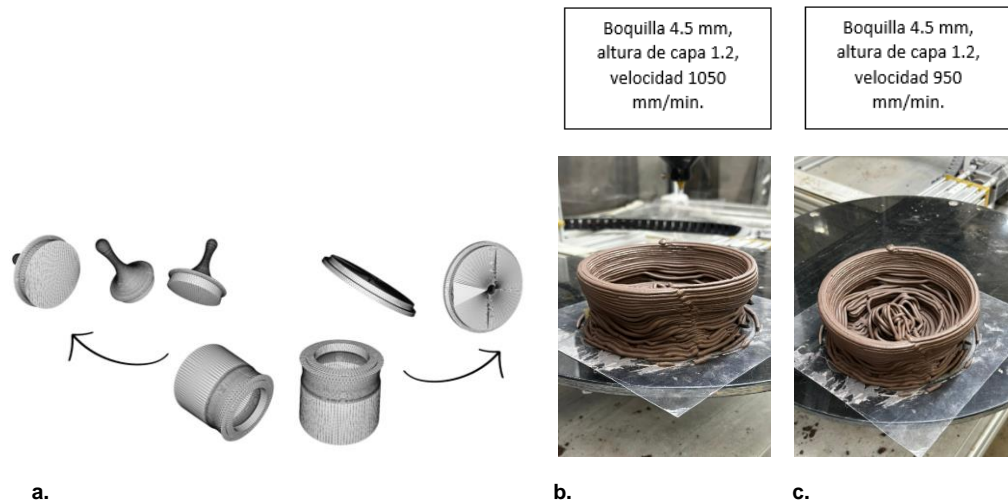 Boquilla 4.5 mm,
altura de capa 1.2,
velocidad 1050
mm/min.
Boquilla 4.5 mm,
altura de capa 1.2,
velocidad 950
mm/min.
a.
b.
c.